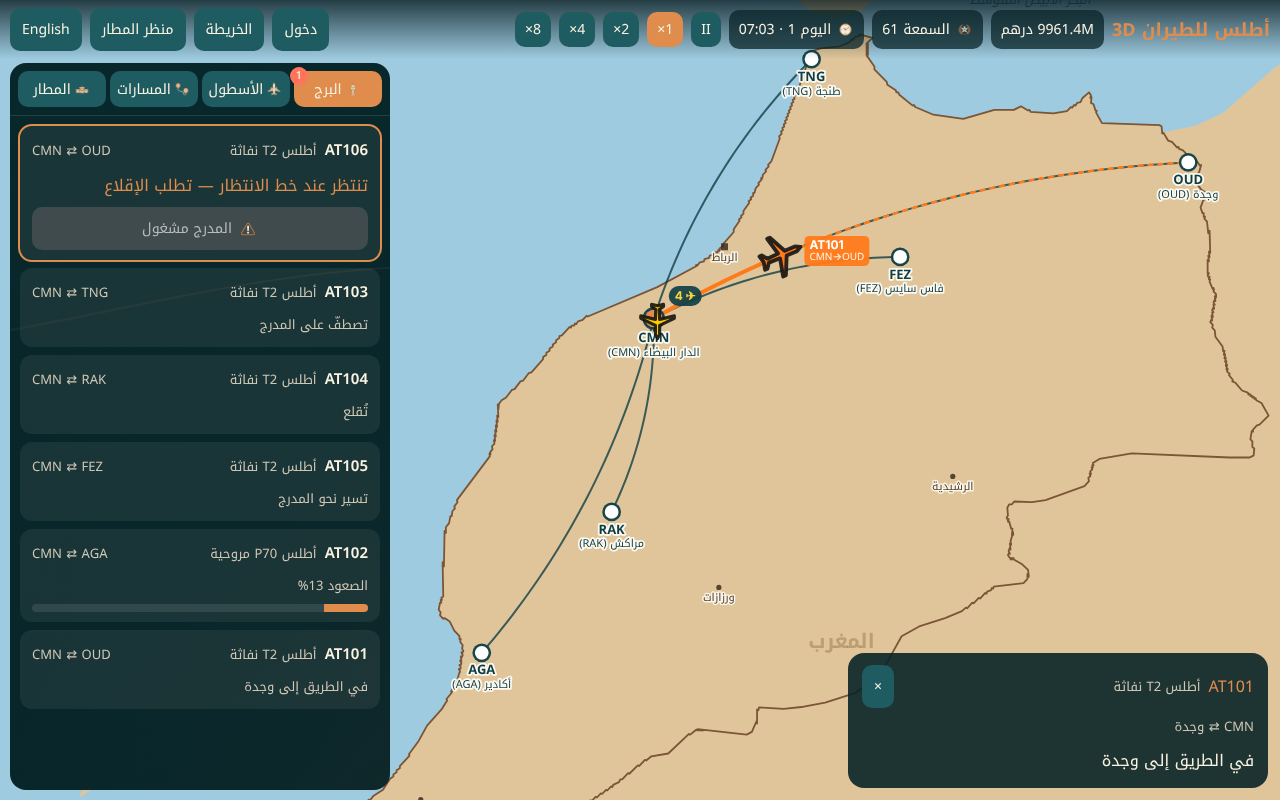 أطلس للطيران 3D
9961.4M درهم
السمعة 61
اليوم 1 · 07:03
II
×1
×2
×4
×8
دخول
الخريطة
منظر المطار
English
البرج
1
الأسطول
المسارات
المطار
AT106 أطلس T2 نفاثة
CMN ⇄ OUD
تنتظر عند خط الانتظار — تطلب الإقلاع
⚠ المدرج مشغول
AT103 أطلس T2 نفاثة
CMN ⇄ TNG
تصطفّ على المدرج
AT104 أطلس T2 نفاثة
CMN ⇄ RAK
تُقلع
AT105 أطلس T2 نفاثة
CMN ⇄ FEZ
تسير نحو المدرج
AT102 أطلس P70 مروحية
CMN ⇄ AGA
الصعود 13%
AT101 أطلس T2 نفاثة
CMN ⇄ OUD
في الطريق إلى وجدة
البحر الأبيض المتوسط
TNG
طنجة (TNG)
OUD
وجدة (OUD)
AT101
CMN→OUD
الرباط
FEZ
فاس سايس (FEZ)
4 ✈
CMN
الدار البيضاء (CMN)
الرشيدية
RAK
مراكش (RAK)
ورزازات
المغرب
AGA
أكادير (AGA)
AT101 أطلس T2 نفاثة
×
CMN ⇄ وجدة
في الطريق إلى وجدة